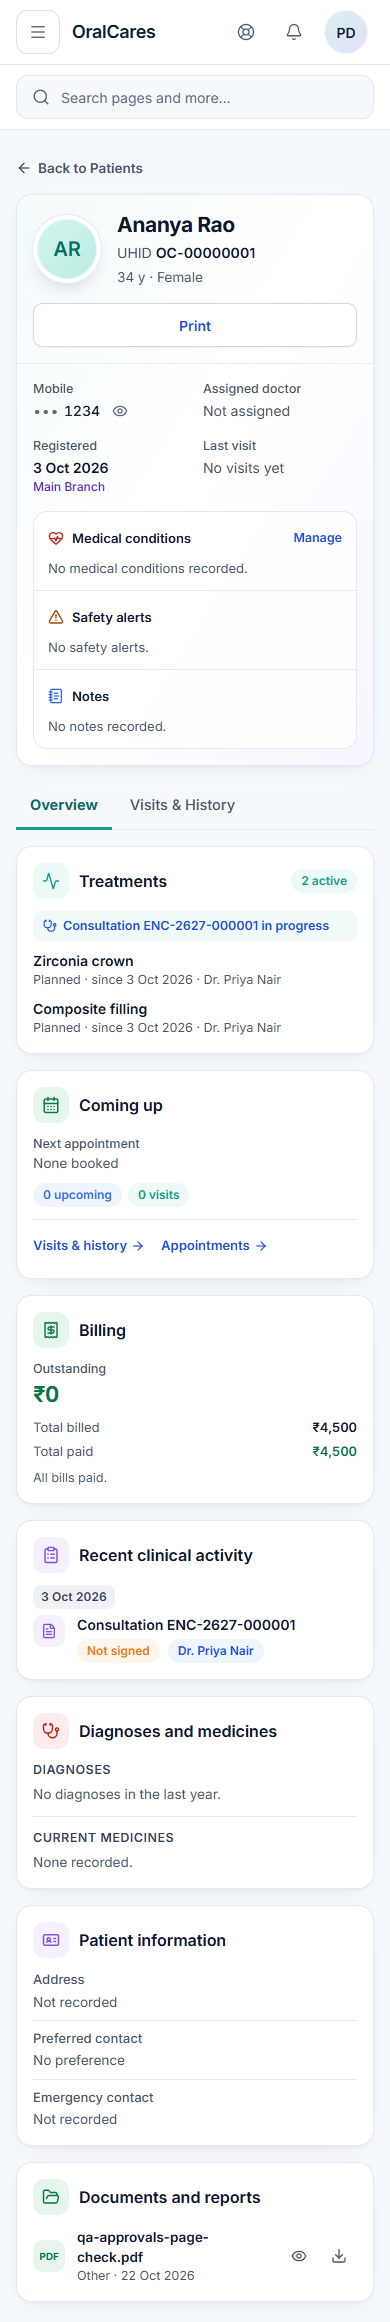 OralCares
PD
Search pages and more...
Back to Patients
AR
Ananya Rao
UHID OC-00000001
34 y · Female
Print
Mobile
••• 1234
Assigned doctor
Not assigned
Registered
3 Oct 2026
Main Branch
Last visit
No visits yet
Medical conditions
Manage
No medical conditions recorded.
Safety alerts
No safety alerts.
Notes
No notes recorded.
Overview
Visits & History
Treatments
2 active
Consultation ENC-2627-000001 in progress
Zirconia crown
Planned · since 3 Oct 2026 · Dr. Priya Nair
Composite filling
Planned · since 3 Oct 2026 · Dr. Priya Nair
Coming up
Next appointment
None booked
0 upcoming
0 visits
Visits & history →
Appointments →
Billing
Outstanding
₹0
Total billed
₹4,500
Total paid
₹4,500
All bills paid.
Recent clinical activity
3 Oct 2026
Consultation ENC-2627-000001
Not signed
Dr. Priya Nair
Diagnoses and medicines
DIAGNOSES
No diagnoses in the last year.
CURRENT MEDICINES
None recorded.
Patient information
Address
Not recorded
Preferred contact
No preference
Emergency contact
Not recorded
Documents and reports
PDF
qa-approvals-page-
check.pdf
Other · 22 Oct 2026